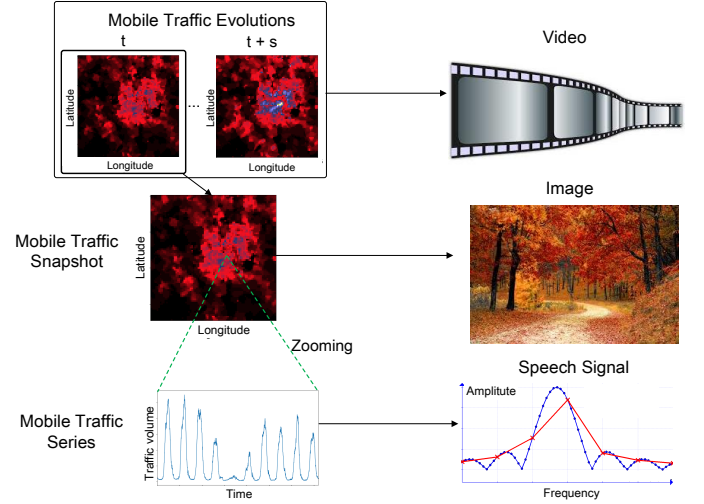 Mobile Traffic Evolutions
t
t + s
Video
Latitude
...
Latitude
Longitude
Longitude
Image
Mobile Traffic
Snapshot
Latitude
Longitude
Zooming
Speech Signal
Mobile Traffic
Series
Traffic volume
Time
Amplitute
Frequency